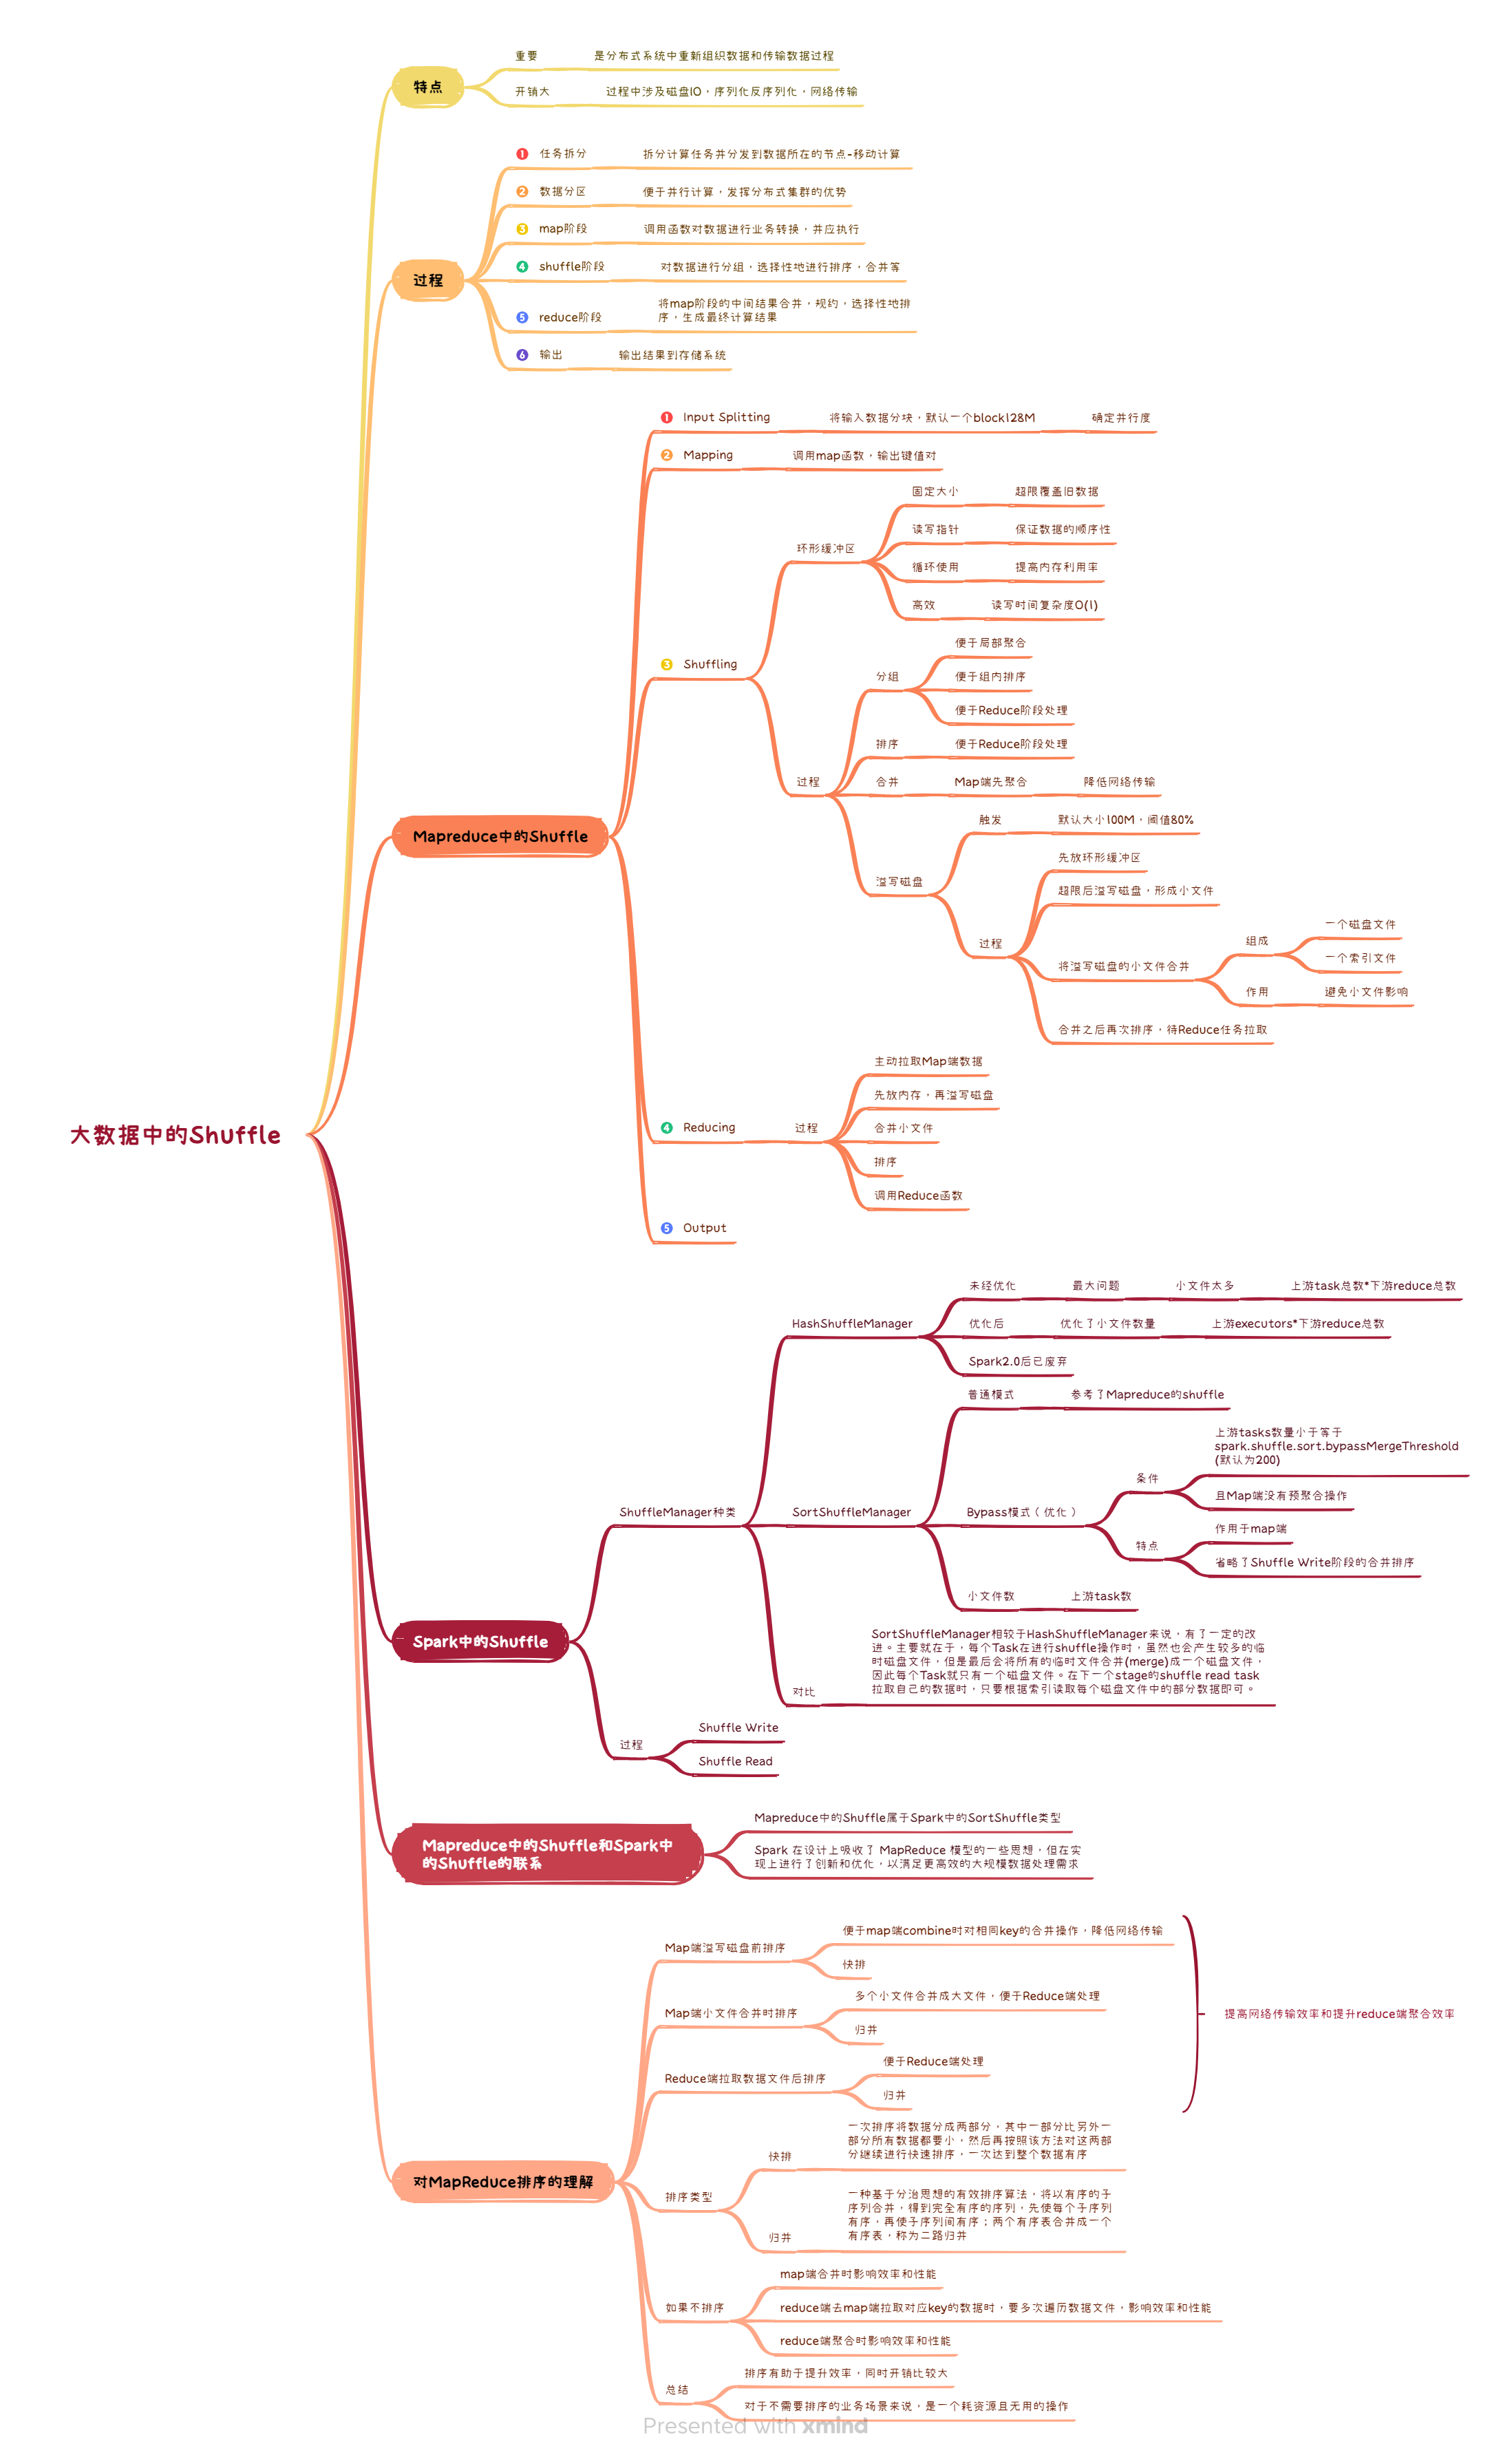 特点
重要
是分布式系统中重新组织数据和传输数据过程
开销大
过程中涉及磁盘IO，序列化反序列化，网络传输
过程
1 任务拆分
拆分计算任务并分发到数据所在的节点-移动计算
2 数据分区
便于并行计算，发挥分布式集群的优势
3 map阶段
调用函数对数据进行业务转换，并应执行
4 shuffle阶段
对数据进行分组，选择性地进行排序，合并等
5 reduce阶段
将map阶段的中间结果合并，规约，选择性地排
序，生成最终计算结果
6 输出
输出结果到存储系统
Mapreduce中的Shuffle
1 Input Splitting
将输入数据分块，默认一个block128M
确定并行度
2 Mapping
调用map函数，输出键值对
3 Shuffling
环形缓冲区
固定大小
超限覆盖旧数据
读写指针
保证数据的顺序性
循环使用
提高内存利用率
高效
读写时间复杂度O(1)
过程
分组
便于局部聚合
便于组内排序
便于Reduce阶段处理
排序
便于Reduce阶段处理
合并
Map端先聚合
降低网络传输
溢写磁盘
触发
默认大小100M，阈值80%
过程
先放环形缓冲区
超限后溢写磁盘，形成小文件
将溢写磁盘的小文件合并
组成
一个磁盘文件
一个索引文件
作用
避免小文件影响
合并之后再次排序，待Reduce任务拉取
4 Reducing
过程
主动拉取Map端数据
先放内存，再溢写磁盘
合并小文件
排序
调用Reduce函数
5 Output
大数据中的Shuffle
Spark中的Shuffle
ShuffleManager种类
HashShuffleManager
未经优化
最大问题
小文件太多
上游task总数*下游reduce总数
优化后
优化了小文件数量
上游executors*下游reduce总数
Spark2.0后已废弃
SortShuffleManager
普通模式
参考了Mapreduce的shuffle
Bypass模式（优化）
条件
上游tasks数量小于等于
spark.shuffle.sort.bypassMergeThreshold
(默认为200)
且Map端没有预聚合操作
特点
作用于map端
省略了Shuffle Write阶段的合并排序
小文件数
上游task数
对比
SortShuffleManager相较于HashShuffleManager来说，有了一定的改
进。主要就在于，每个Task在进行shuffle操作时，虽然也会产生较多的临
时磁盘文件，但是最后会将所有的临时文件合并(merge)成一个磁盘文件，
因此每个Task就只有一个磁盘文件。在下一个stage的shuffle read task
拉取自己的数据时，只要根据索引读取每个磁盘文件中的部分数据即可。
过程
Shuffle Write
Shuffle Read
Mapreduce中的Shuffle和Spark中
的Shuffle的联系
Mapreduce中的Shuffle属于Spark中的SortShuffle类型
Spark 在设计上吸收了 MapReduce 模型的一些思想，但在实
现上进行了创新和优化，以满足更高效的大规模数据处理需求
对MapReduce排序的理解
Map端溢写磁盘前排序
便于map端combine时对相同key的合并操作，降低网络传输
快排
Map端小文件合并时排序
多个小文件合并成大文件，便于Reduce端处理
归并
Reduce端拉取数据文件后排序
便于Reduce端处理
归并
提高网络传输效率和提升reduce端聚合效率
排序类型
快排
一次排序将数据分成两部分，其中一部分比另外一
部分所有数据都要小，然后再按照该方法对这两部
分继续进行快速排序，一次达到整个数据有序
归并
一种基于分治思想的有效排序算法，将以有序的子
序列合并，得到完全有序的序列，先使每个子序列
有序，再使子序列间有序；两个有序表合并成一个
有序表，称为二路归并
如果不排序
map端合并时影响效率和性能
reduce端去map端拉取对应key的数据时，要多次遍历数据文件，影响效率和性能
reduce端聚合时影响效率和性能
总结
排序有助于提升效率，同时开销比较大
对于不需要排序的业务场景来说，是一个耗资源且无用的操作
Presented with xmind